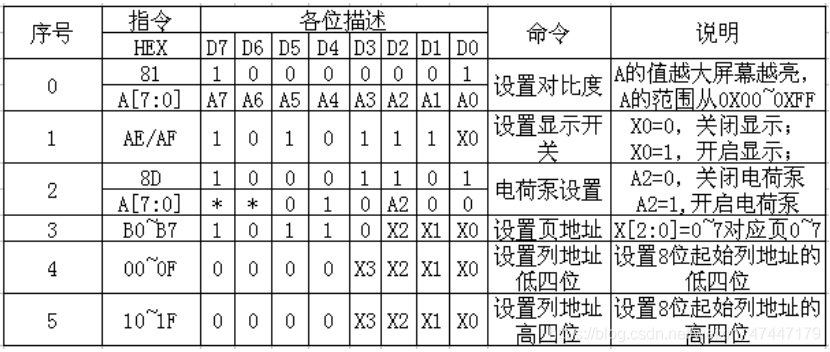 序号 指令 各位描述 命令 说明
HEX D7 D6 D5 D4 D3 D2 D1 D0
0 81 1 0 0 0 0 0 0 1 设置对比度 A的值越大屏幕越亮，
A[7:0] A7 A6 A5 A4 A3 A2 A1 A0 A的范围从0X00~0XFF
1 AE/AF 1 0 1 0 1 1 1 X0 设置显示开关 X0=0，关闭显示；
X0=1，开启显示；
2 8D 1 0 0 0 1 1 0 1 电荷泵设置 A2=0，关闭电荷泵
A[7:0] * * 0 1 0 A2 0 0 A2=1,开启电荷泵
3 B0~B7 1 0 1 1 0 X2 X1 X0 设置页地址 X[2:0]=0~7对应页0~7
4 00~0F 0 0 0 0 X3 X2 X1 X0 设置列地址低四位 设置8位起始列地址的低四位
5 10~1F 0 0 0 0 X3 X2 X1 X0 设置列地址高四位 设置8位起始列地址的高四位